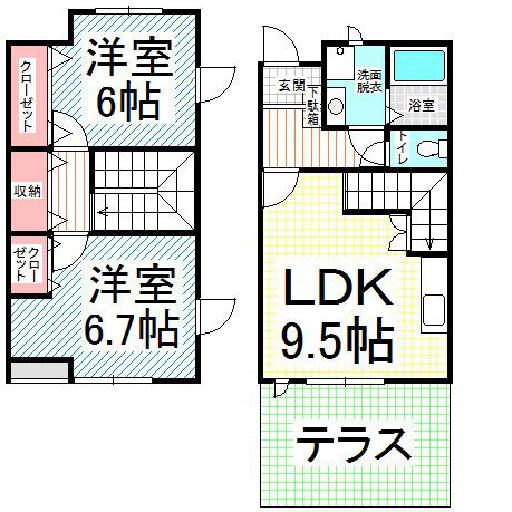 クローゼット
洋室
6帖
収納
クロー
ゼット
洋室
6.7帖
玄関
下駄箱
洗面
脱衣
浴室
トイレ
LDK
9.5帖
テラス